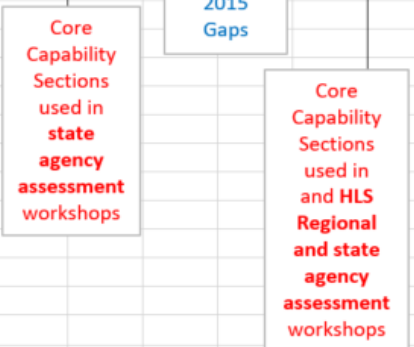 Core
Capability
Sections
used in
state
agency
assessment
workshops
2015
Gaps
Core
Capability
Sections
used in
and HLS
Regional
and state
agency
assessment
workshops